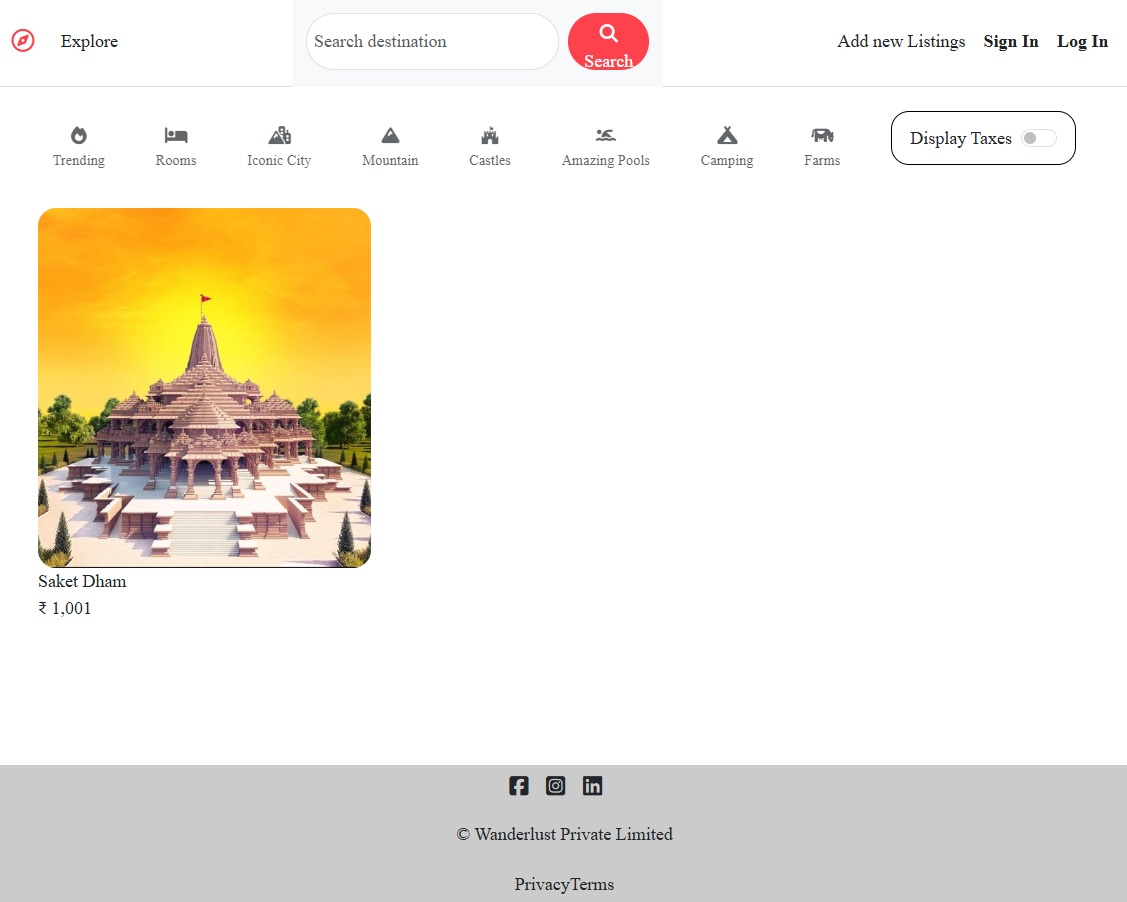 Explore
Search destination
Search
Add new Listings
Sign In
Log In
Trending
Rooms
Iconic City
Mountain
Castles
Amazing Pools
Camping
Farms
Display Taxes
Saket Dham
₹ 1,001
© Wanderlust Private Limited
PrivacyTerms